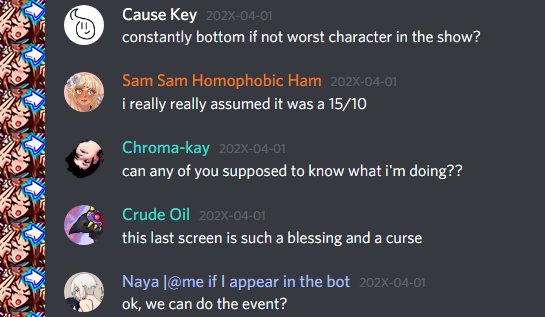 Cause Key 202X-04-01
constantly bottom if not worst character in the show?
Sam Sam Homophobic Ham 202X-04-01
i really really assumed it was a 15/10
Chroma-kay 202X-04-01
can any of you supposed to know what i'm doing??
Crude Oil 202X-04-01
this last screen is such a blessing and a curse
Naya |@me if I appear in the bot 202X-04-01
ok, we can do the event?